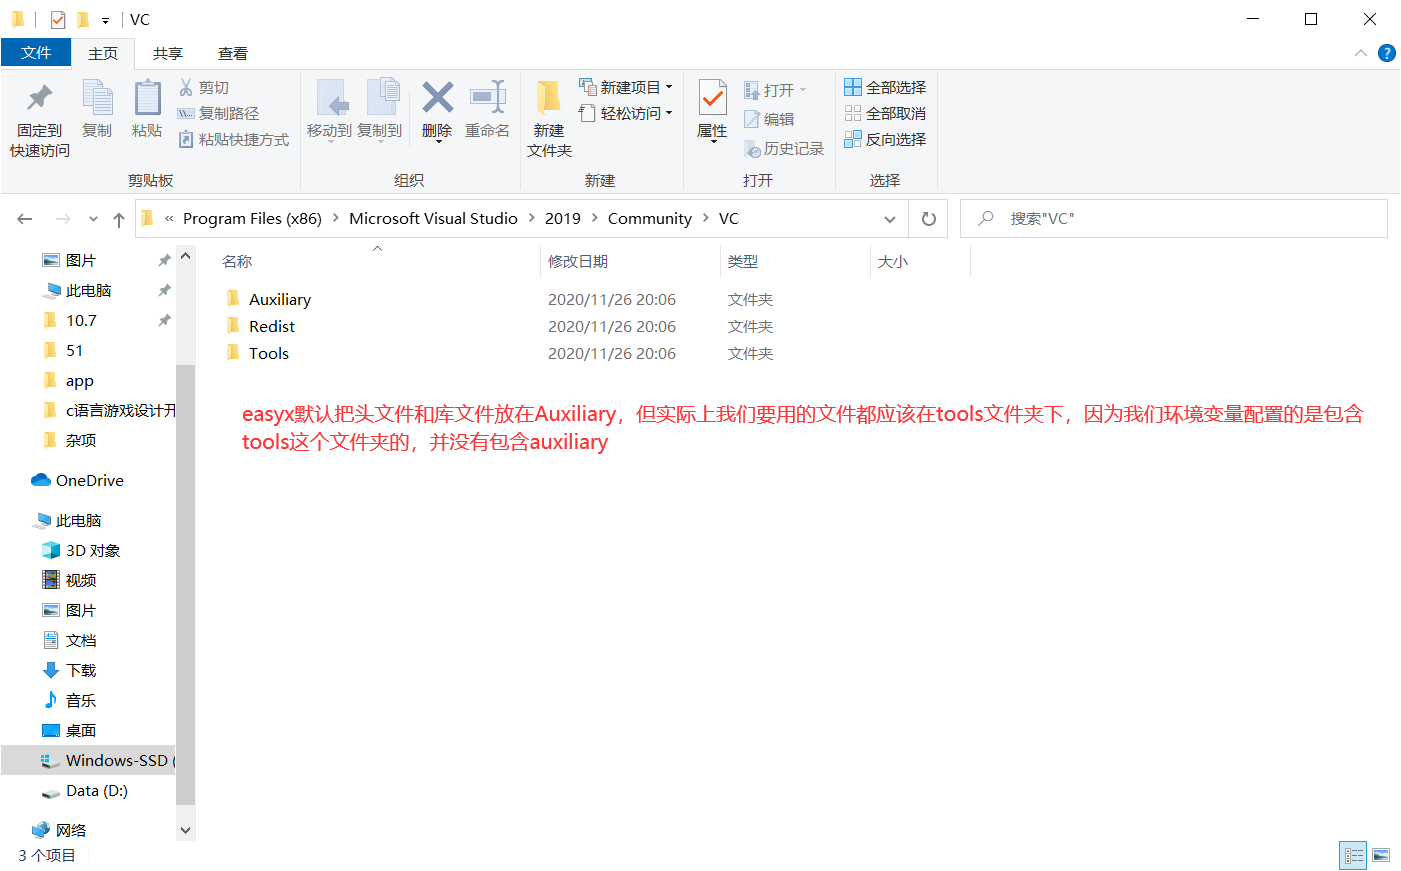 VC
文件 主页 共享 查看
固定到
快速访问
复制
粘贴
剪切
复制路径
粘贴快捷方式
剪贴板
移动到
复制到
删除
重命名
组织
新建
文件夹
新建项目
轻松访问
新建
属性
打开
编辑
历史记录
打开
全部选择
全部取消
反向选择
选择
« Program Files (x86) > Microsoft Visual Studio > 2019 > Community > VC
搜索"VC"
名称 修改日期 类型 大小
Auxiliary 2020/11/26 20:06 文件夹
Redist 2020/11/26 20:06 文件夹
Tools 2020/11/26 20:06 文件夹
easyx默认把头文件和库文件放在Auxiliary，但实际上我们要用的文件都应该在tools文件夹下，因为我们环境变量配置的是包含
tools这个文件夹的，并没有包含auxiliary
图片
此电脑
10.7
51
app
c语言游戏设计开
杂项
OneDrive
此电脑
3D 对象
视频
图片
文档
下载
音乐
桌面
Windows-SSD (
Data (D:)
网络
3 个项目